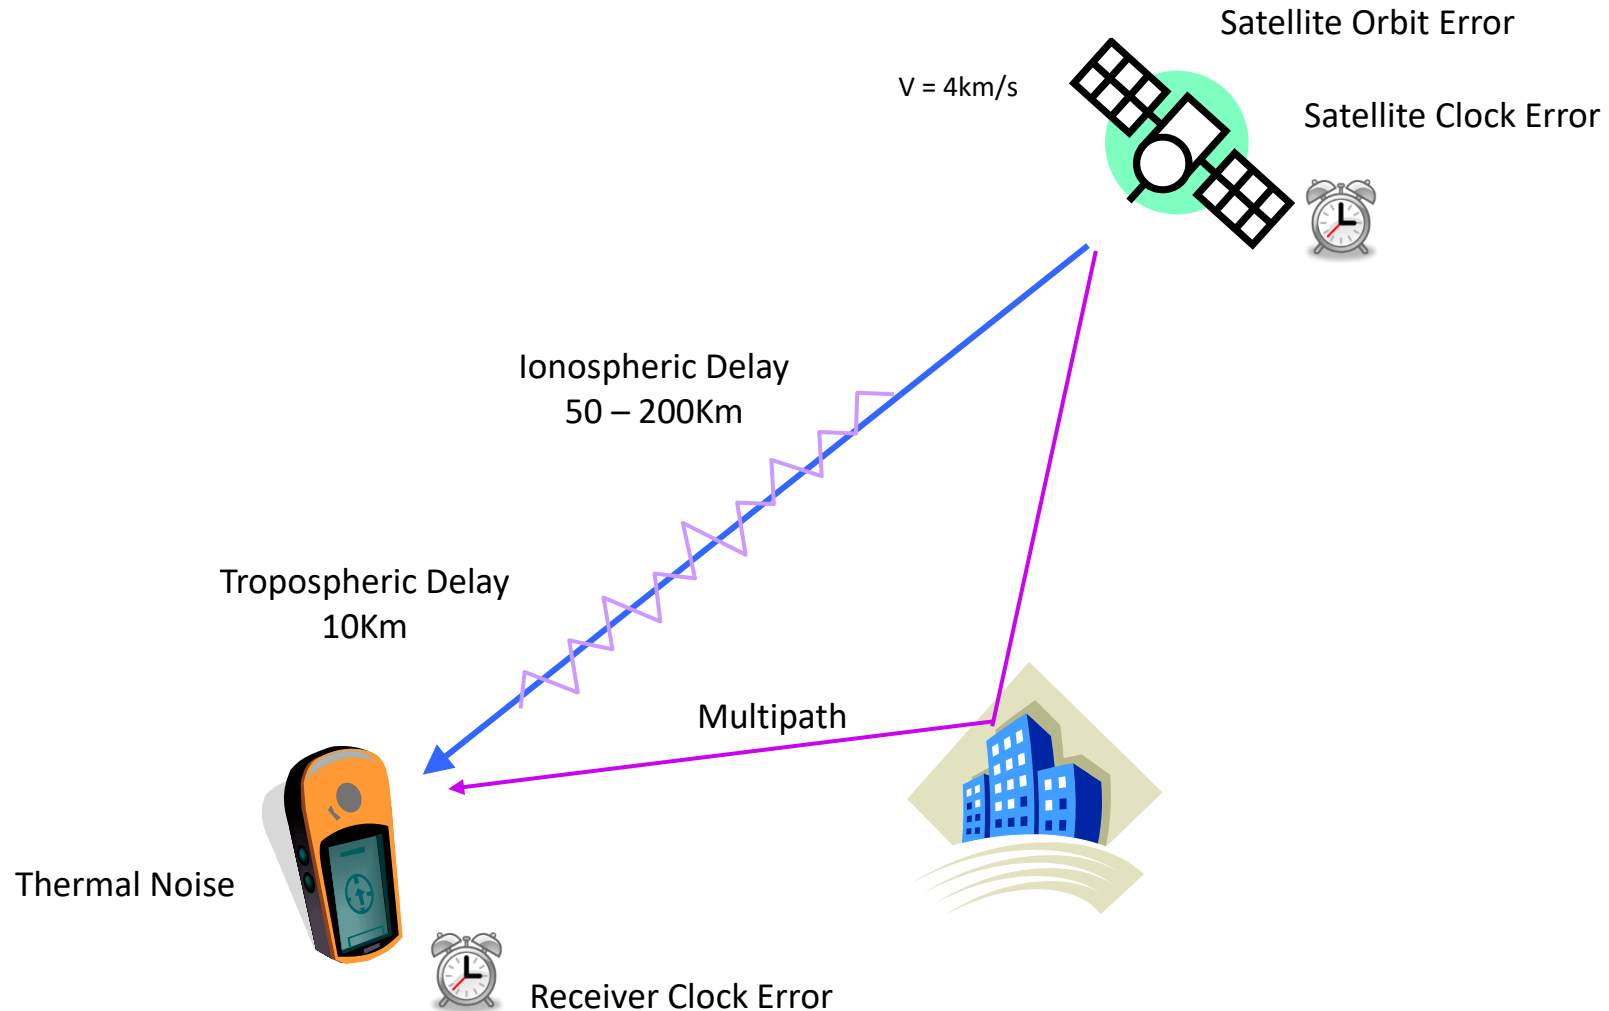 Satellite Orbit Error
V = 4km/s
Satellite Clock Error
Ionospheric Delay
50 – 200Km
Tropospheric Delay
10Km
Multipath
Thermal Noise
Receiver Clock Error